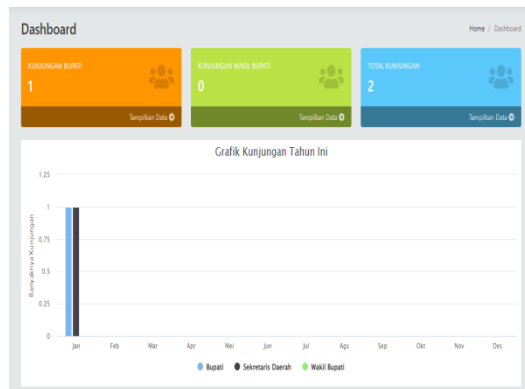 Dashboard
Home / Dashboard
KUNJUNGAN BUPATI
1
Tampilkan Data
KUNJUNGAN WAKIL BUPATI
0
Tampilkan Data
TOTAL KUNJUNGAN
2
Tampilkan Data
Grafik Kunjungan Tahun Ini
Banyaknya Kunjungan
1.25
1
0.75
0.5
0.25
0
Jan Feb Mar Apr Mei Jun Jul Ags Sep Okt Nov Des
Bupati Sekretaris Daerah Wakil Bupati